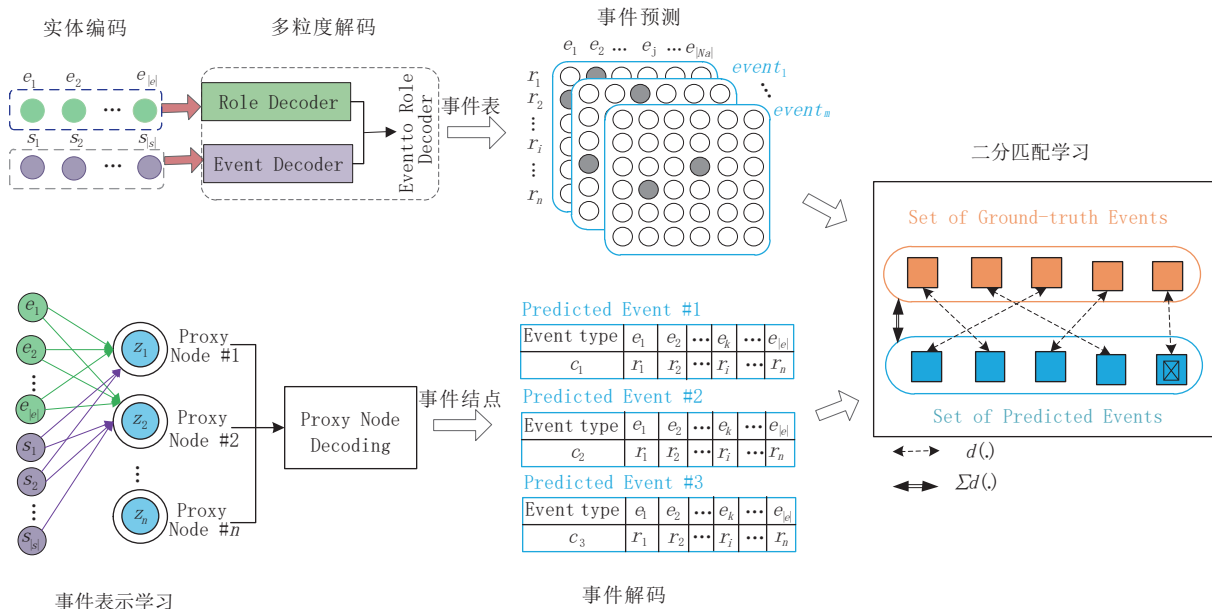 实体编码
多粒度解码
事件预测
e1 e2 ··· e|e|
s1 s2 ··· s|s|
Role Decoder
Event Decoder
Eventto Role
Decoder
事件表
e1 e2 ··· ej ··· e|Na|
r1
r2
⋮
ri
⋮
rn
event1
⋱
eventm
二分匹配学习
Set of Ground-truth Events
Set of Predicted Events
d(.)
Σd(.)
e1
e2
⋮
e|e|
s1
s2
⋮
s|s|
z1
z2
⋮
zn
Proxy
Node #1
Proxy
Node #2
Proxy
Node #n
Proxy Node
Decoding
事件结点
Predicted Event #1
Event type e1 e2 ··· ek ··· e|e|
c1 r1 r2 ··· ri ··· rn
Predicted Event #2
Event type e1 e2 ··· ek ··· e|e|
c2 r1 r2 ··· ri ··· rn
Predicted Event #3
Event type e1 e2 ··· ek ··· e|e|
c3 r1 r2 ··· ri ··· rn
事件表示学习
事件解码